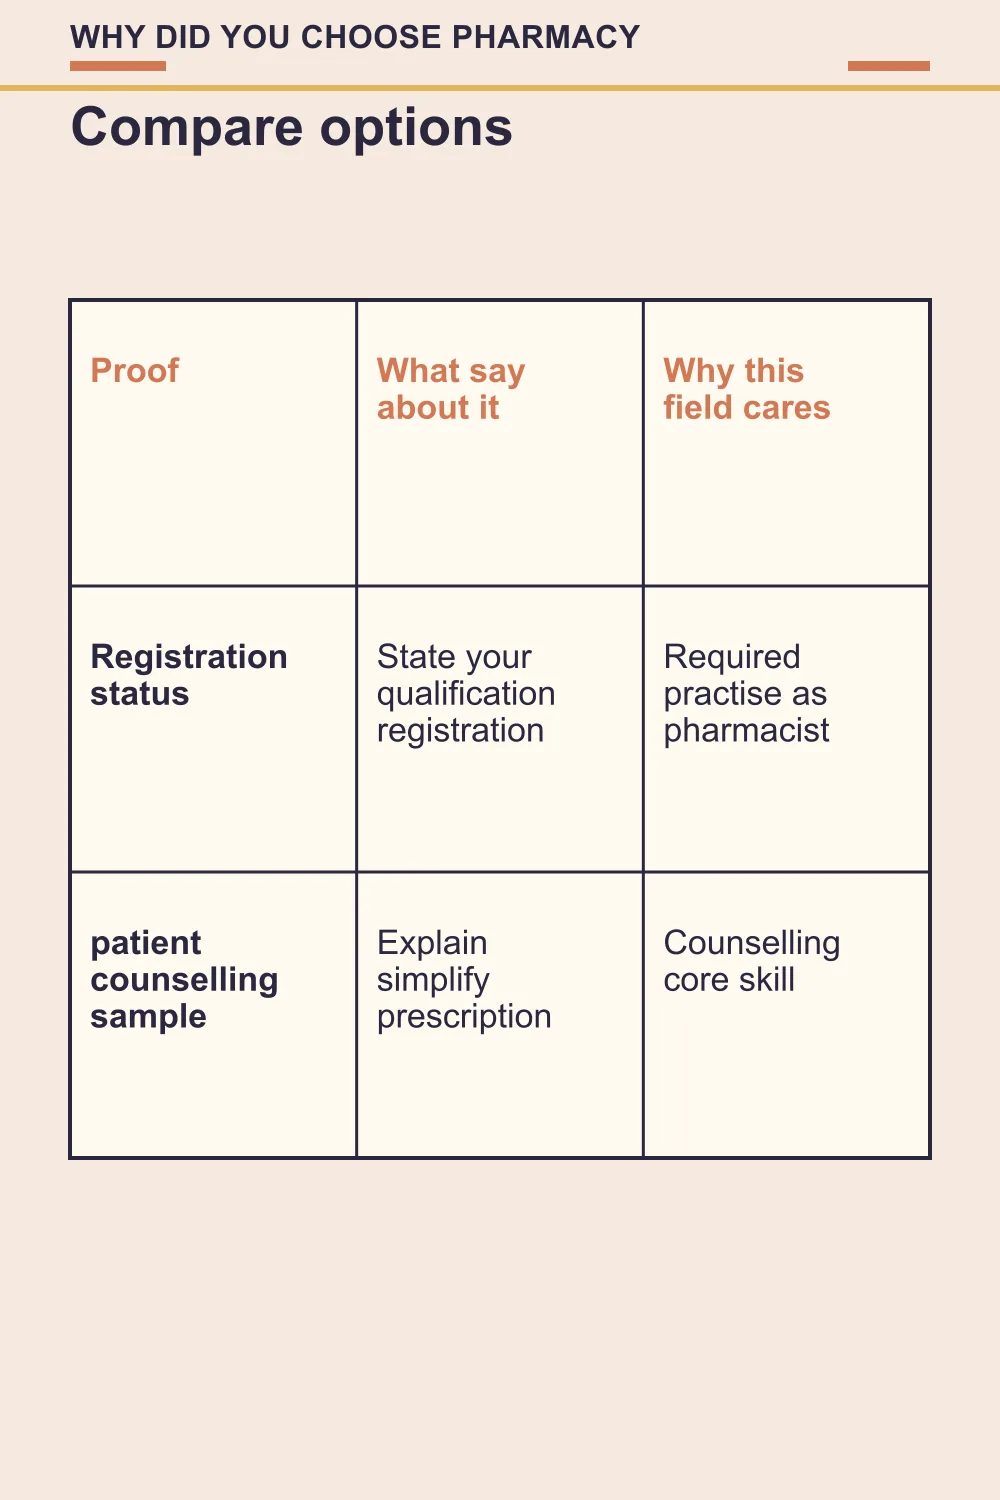 WHY DID YOU CHOOSE PHARMACY
Compare options
Proof
What say
about it
Why this
field cares
Registration
status
State your
qualification
registration
Required
practise as
pharmacist
patient
counselling
sample
Explain
simplify
prescription
Counselling
core skill